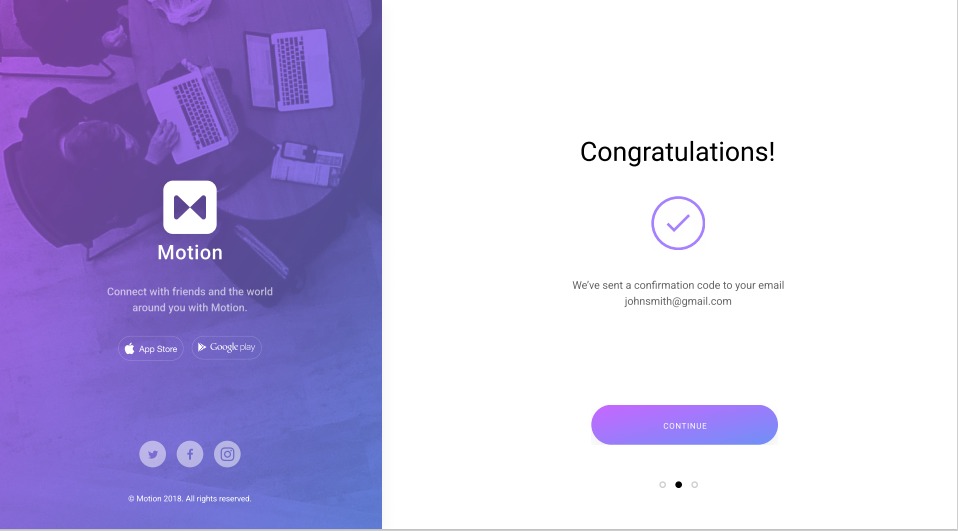 Motion
Connect with friends and the world
around you with Motion.
App Store
Google play
© Motion 2018. All rights reserved.
Congratulations!
We've sent a confirmation code to your email
johnsmith@gmail.com
CONTINUE